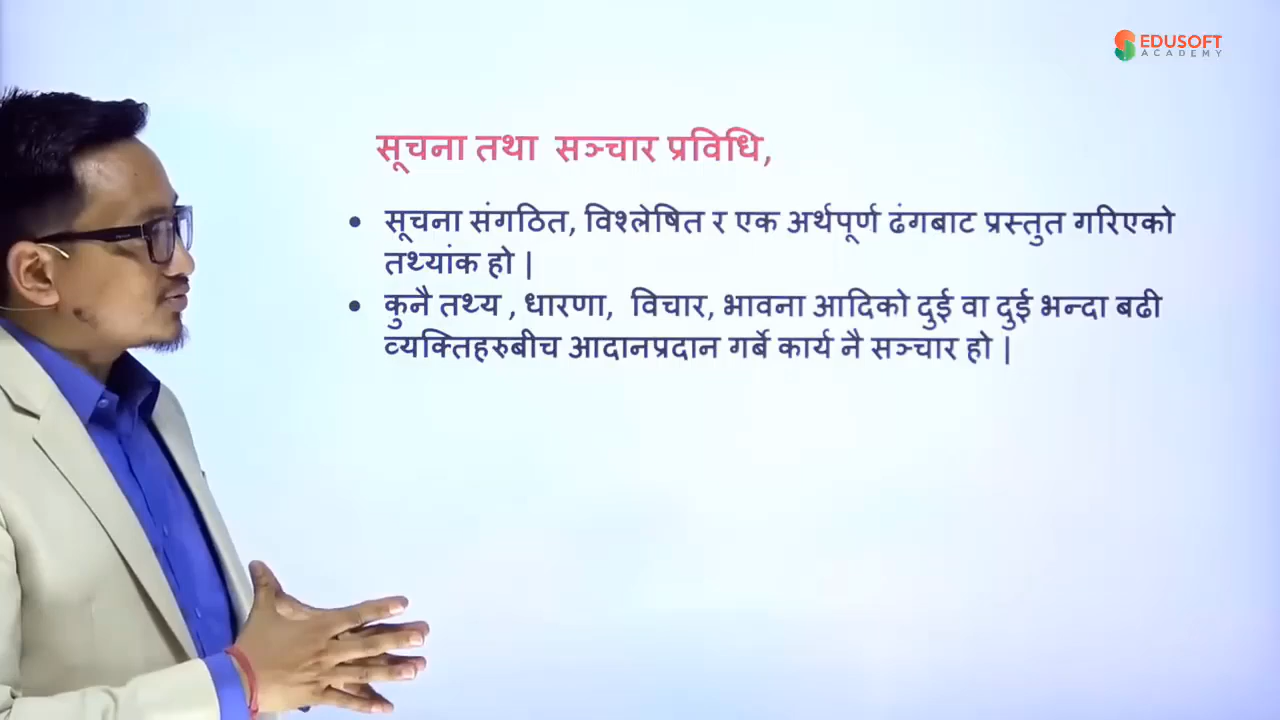 EDUSOFT
ACADEMY
सूचना तथा सञ्चार प्रविधि,
• सूचना संगठित, विश्लेषित र एक अर्थपूर्ण ढंगबाट प्रस्तुत गरिएको
तथ्यांक हो |
• कुनै तथ्य , धारणा, विचार, भावना आदिको दुई वा दुई भन्दा बढी
व्यक्तिहरुबीच आदानप्रदान गर्ने कार्य नै सञ्चार हो |